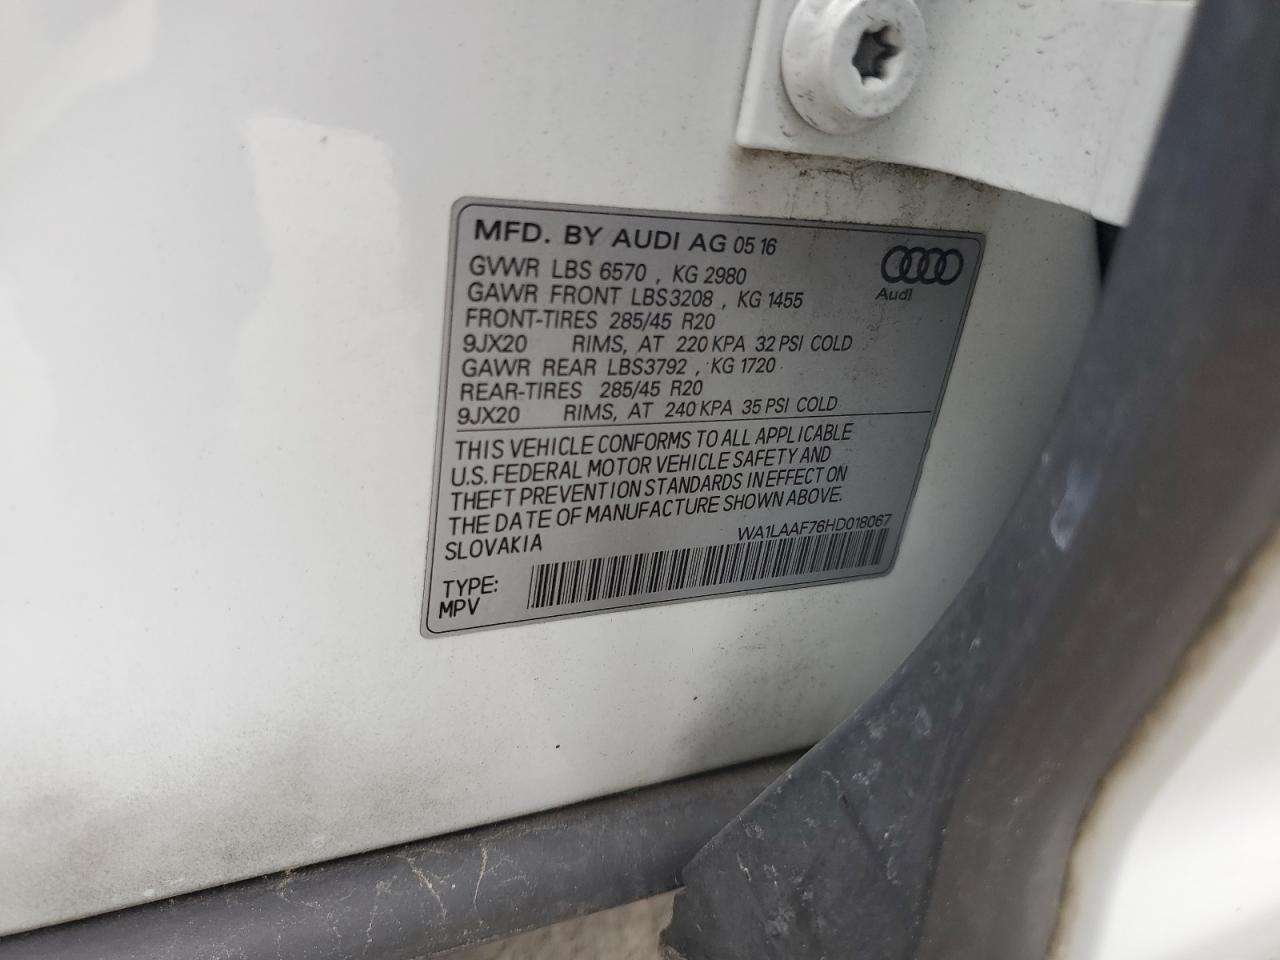 MFD. BY AUDI AG 05 16
Audi
GVWR LBS 6570 , KG 2980
GAWR FRONT LBS3208 , KG 1455
FRONT-TIRES 285/45 R20
9JX20 RIMS, AT 220 KPA 32 PSI COLD
GAWR REAR LBS3792 , KG 1720
REAR-TIRES 285/45 R20
9JX20 RIMS, AT 240 KPA 35 PSI COLD
THIS VEHICLE CONFORMS TO ALL APPLICABLE
U.S. FEDERAL MOTOR VEHICLE SAFETY AND
THEFT PREVENTION STANDARDS IN EFFECT ON
THE DATE OF MANUFACTURE SHOWN ABOVE.
SLOVAKIA
WA1LAAF76HD018067
TYPE:
MPV